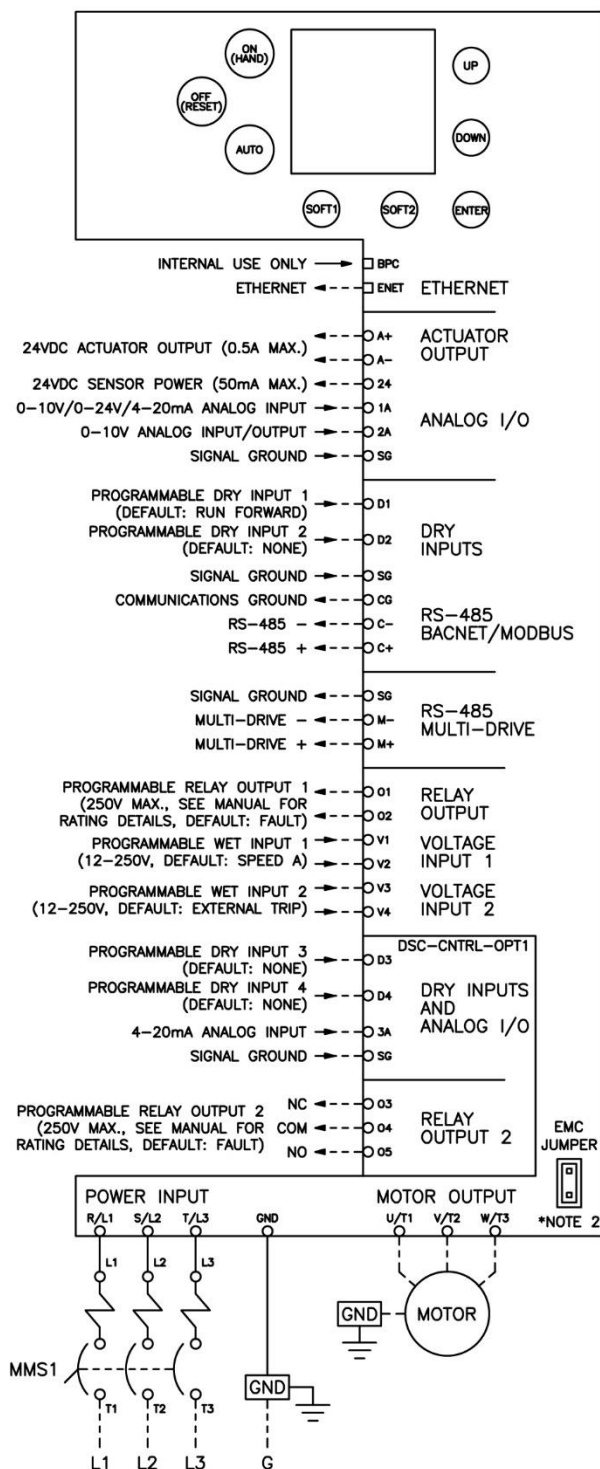 ON
(HAND)
OFF
(RESET)
AUTO
UP
DOWN
SOFT1
SOFT2
ENTER
INTERNAL USE ONLY BPC
ETHERNET ENET ETHERNET
24VDC ACTUATOR OUTPUT (0.5A MAX.)
A+
A-
ACTUATOR
OUTPUT
24VDC SENSOR POWER (50mA MAX.) 24
0-10V/0-24V/4-20mA ANALOG INPUT 1A
0-10V ANALOG INPUT/OUTPUT 2A
SIGNAL GROUND SG
ANALOG I/O
PROGRAMMABLE DRY INPUT 1
(DEFAULT: RUN FORWARD)
D1
PROGRAMMABLE DRY INPUT 2
(DEFAULT: NONE)
D2
DRY
INPUTS
SIGNAL GROUND SG
COMMUNICATIONS GROUND CG
RS-485 - C-
RS-485 + C+
RS-485
BACNET/MODBUS
SIGNAL GROUND SG
MULTI-DRIVE - M-
MULTI-DRIVE + M+
RS-485
MULTI-DRIVE
PROGRAMMABLE RELAY OUTPUT 1
(250V MAX., SEE MANUAL FOR
RATING DETAILS, DEFAULT: FAULT)
O1
O2
RELAY
OUTPUT
PROGRAMMABLE WET INPUT 1
(12-250V, DEFAULT: SPEED A)
V1
V2
VOLTAGE
INPUT 1
PROGRAMMABLE WET INPUT 2
(12-250V, DEFAULT: EXTERNAL TRIP)
V3
V4
VOLTAGE
INPUT 2
DSC-CNTRL-OPT1
PROGRAMMABLE DRY INPUT 3
(DEFAULT: NONE)
D3
PROGRAMMABLE DRY INPUT 4
(DEFAULT: NONE)
D4
4-20mA ANALOG INPUT 3A
SIGNAL GROUND SG
DRY INPUTS
AND
ANALOG I/O
PROGRAMMABLE RELAY OUTPUT 2
(250V MAX., SEE MANUAL FOR
RATING DETAILS, DEFAULT: FAULT)
NC O3
COM O4
NO O5
RELAY
OUTPUT 2
EMC
JUMPER
*NOTE 2
POWER INPUT
R/L1 S/L2 T/L3 GND
MOTOR OUTPUT
U/T1 V/T2 W/T3
L1 L2 L3
GND
MOTOR
MMS1
T1 T2 T3
GND
L1 L2 L3 G